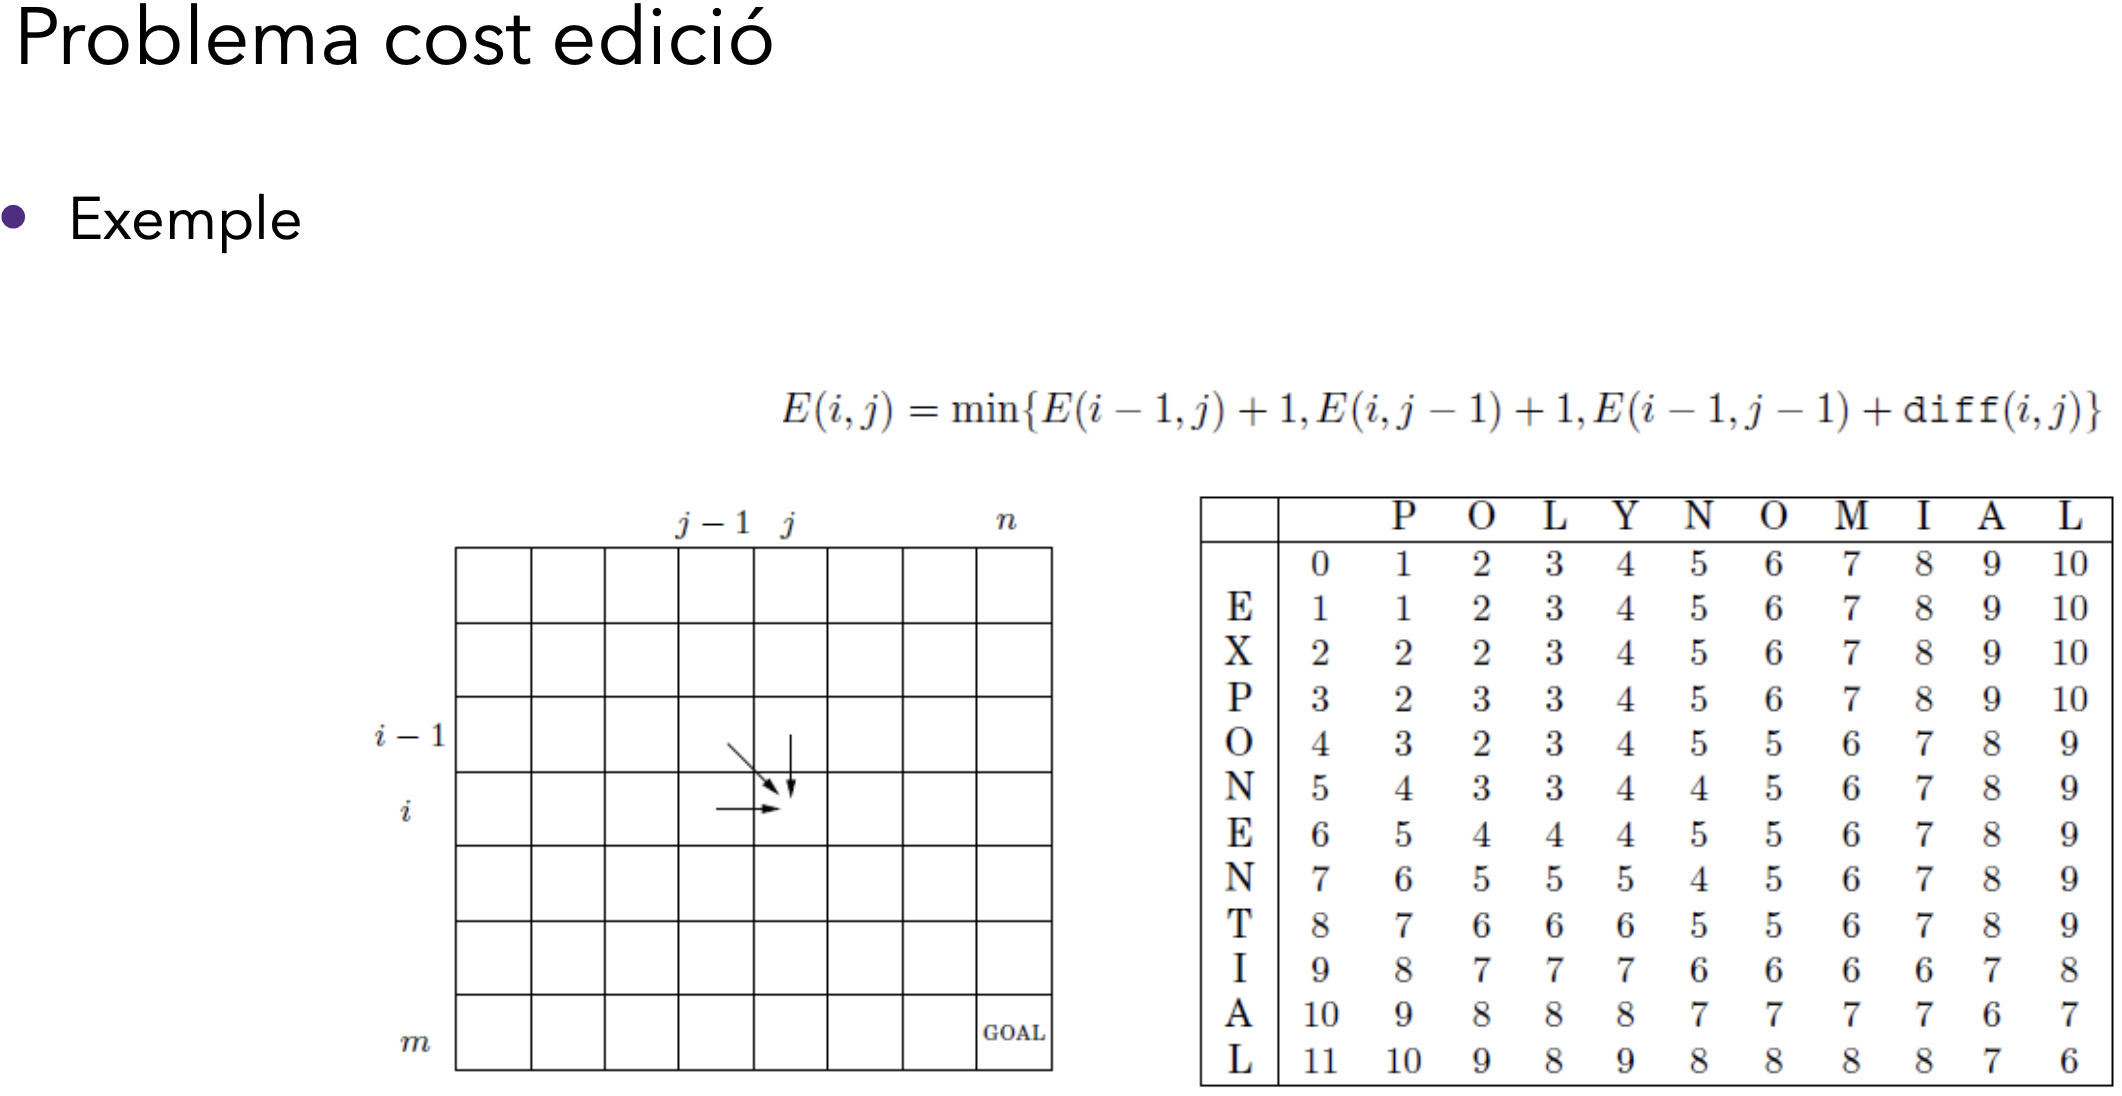 Problema cost edició
• Exemple
E(i, j) = min{E(i − 1, j) + 1, E(i, j − 1) + 1, E(i − 1, j − 1) + diff(i, j)}
j − 1 j n
i − 1
i
m GOAL
P O L Y N O M I A L
0 1 2 3 4 5 6 7 8 9 10
E 1 1 2 3 4 5 6 7 8 9 10
X 2 2 2 3 4 5 6 7 8 9 10
P 3 2 3 3 4 5 6 7 8 9 10
O 4 3 2 3 4 5 5 6 7 8 9
N 5 4 3 3 4 4 5 6 7 8 9
E 6 5 4 4 4 5 5 6 7 8 9
N 7 6 5 5 5 4 5 6 7 8 9
T 8 7 6 6 6 5 5 6 7 8 9
I 9 8 7 7 7 6 6 6 6 7 8
A 10 9 8 8 8 7 7 7 7 6 7
L 11 10 9 8 9 8 8 8 8 7 6